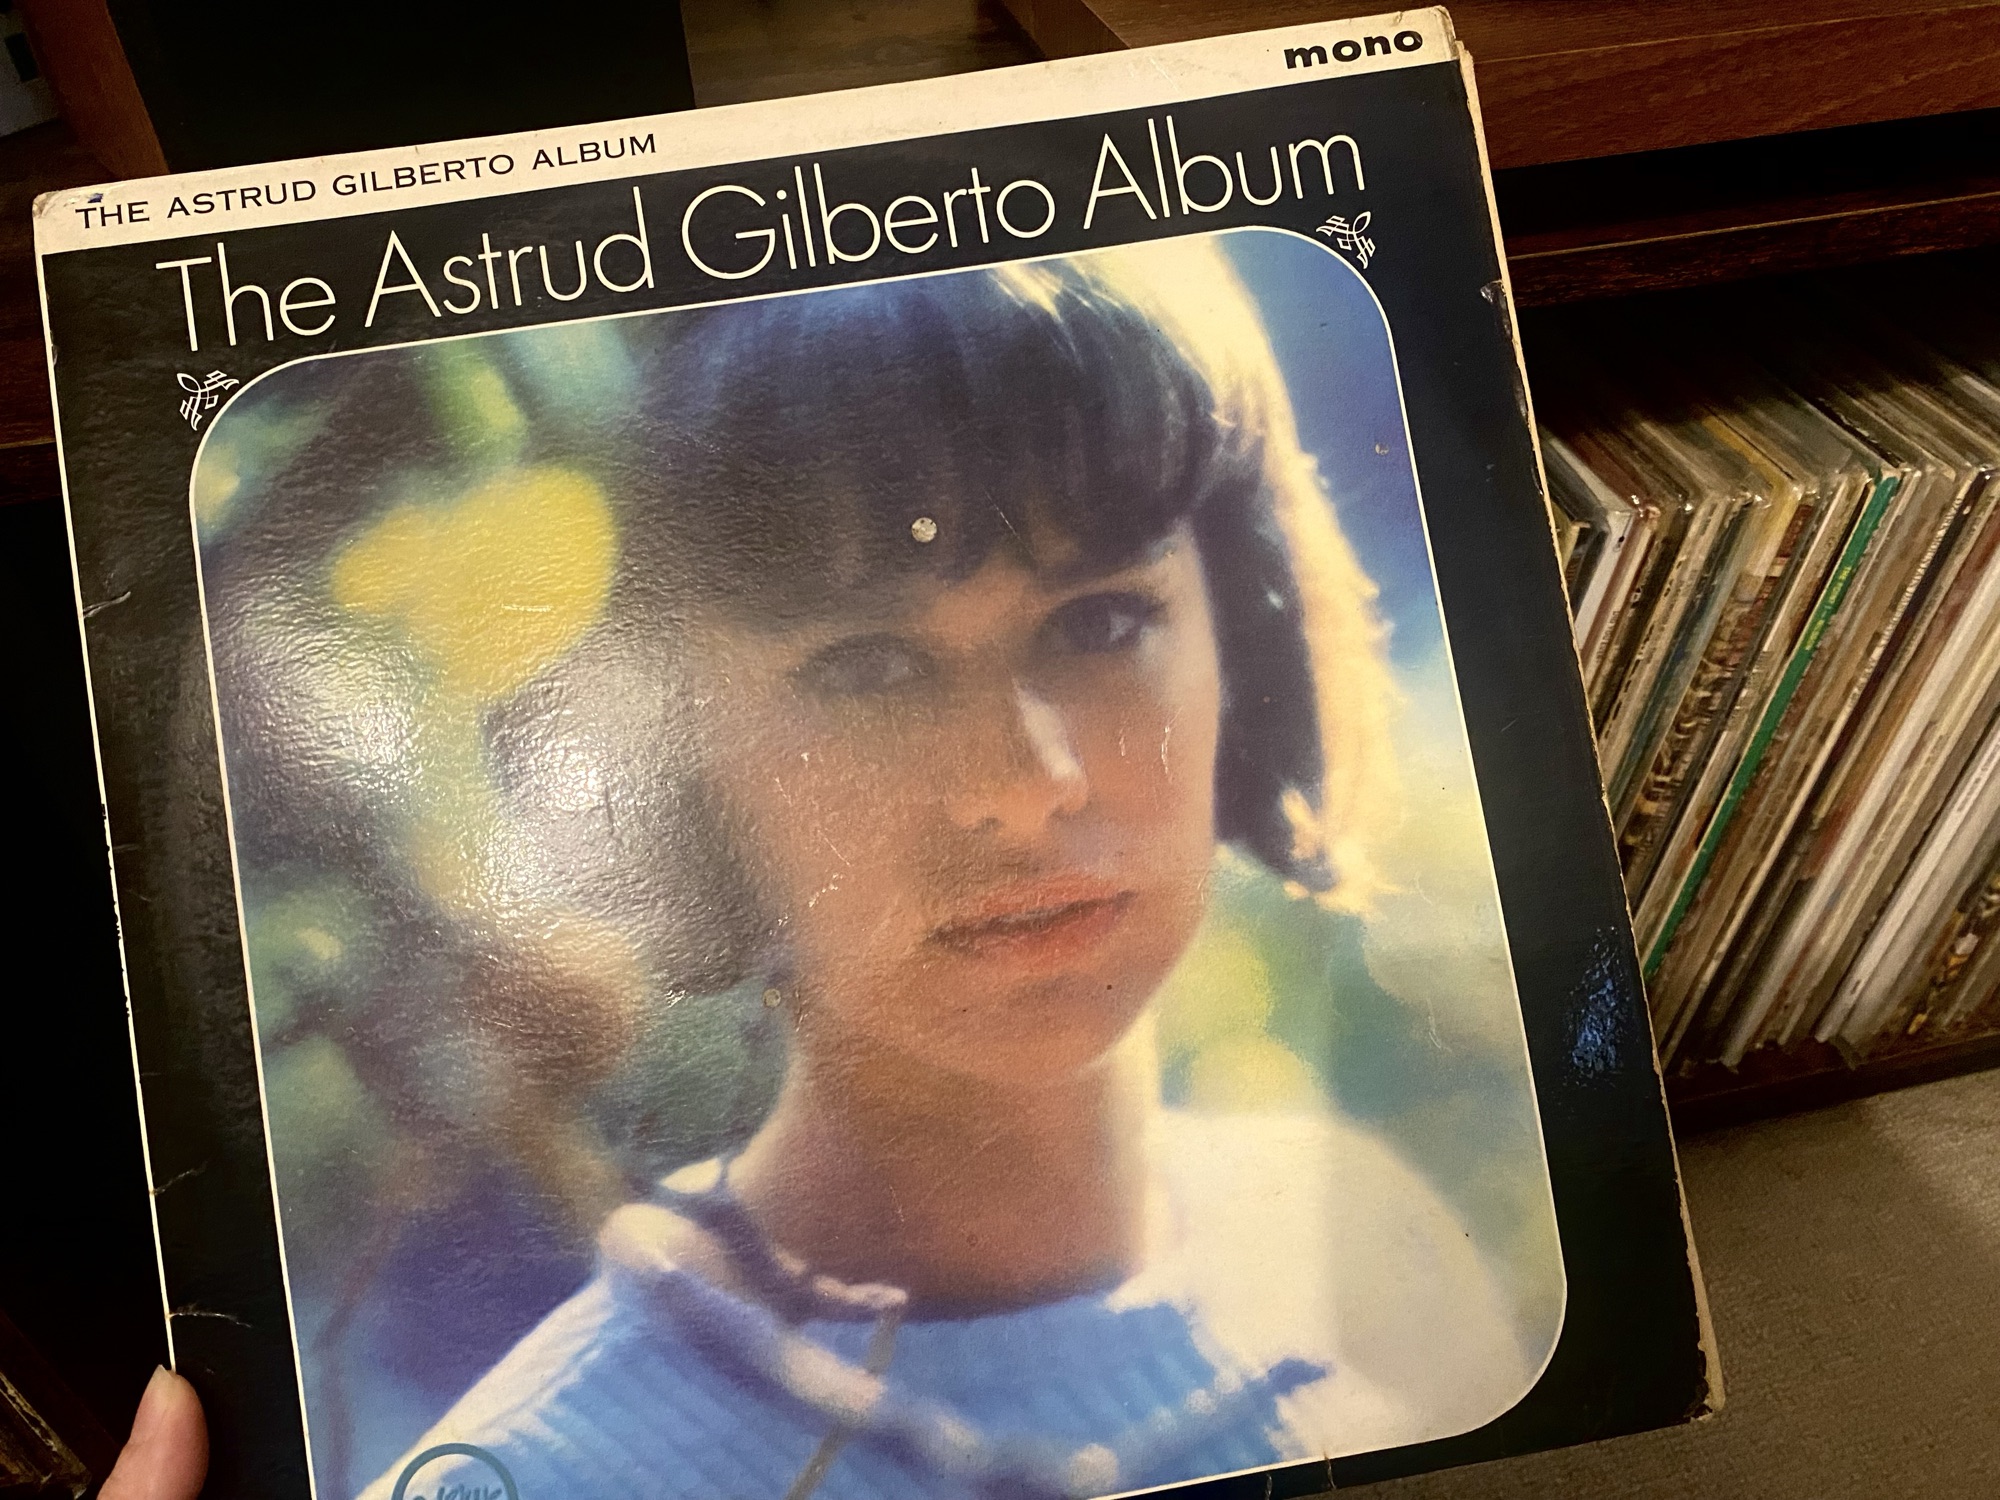 mono
THE ASTRUD GILBERTO ALBUM
The Astrud Gilberto Album